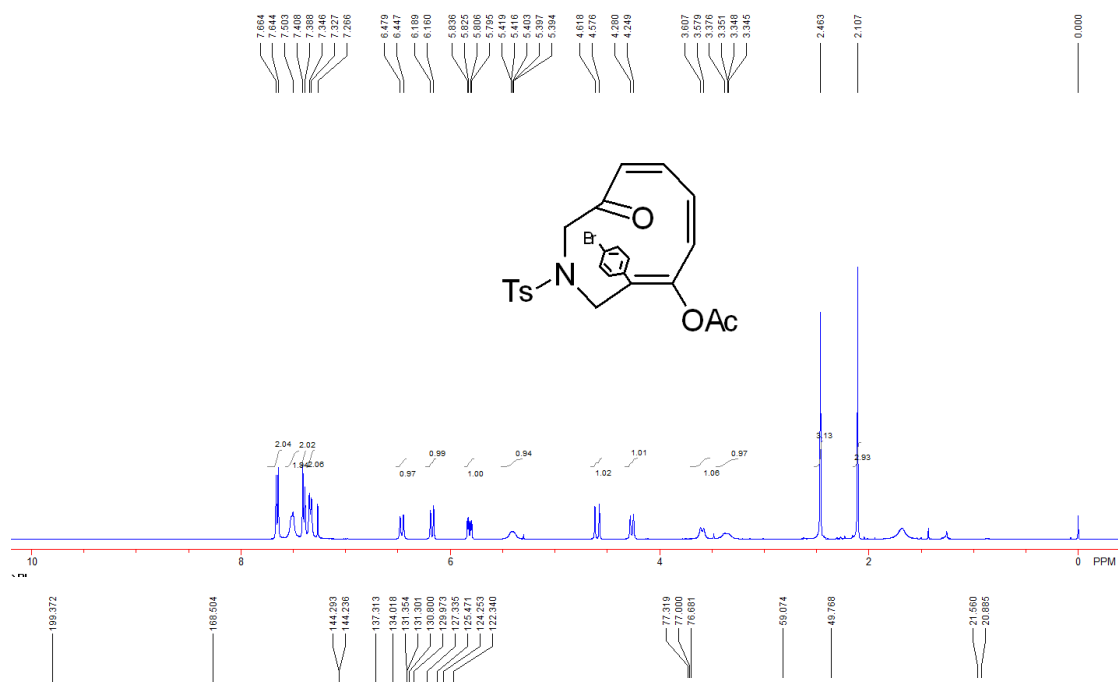 7.664 7.644 7.503 7.408 7.388 7.346 7.327 7.266 6.479 6.447 6.189 6.160 5.836 5.825 5.806 5.795 5.419 5.416 5.403 5.397 5.394 4.618 4.576 4.280 4.249 3.607 3.579 3.376 3.351 3.348 3.345 2.463 2.107 0.000
O
Br
Ts N
OAc
2.04 2.02 0.99 0.94 1.01 0.97 3.13
2.06 0.97 1.00 1.02 1.06 2.93
10 8 6 4 2 0 PPM
199.372 168.504 144.293 144.236 137.313 134.018 131.354 131.301 130.800 129.973 127.335 125.471 124.253 122.340 77.319 77.000 76.681 59.074 49.768 21.560 20.885